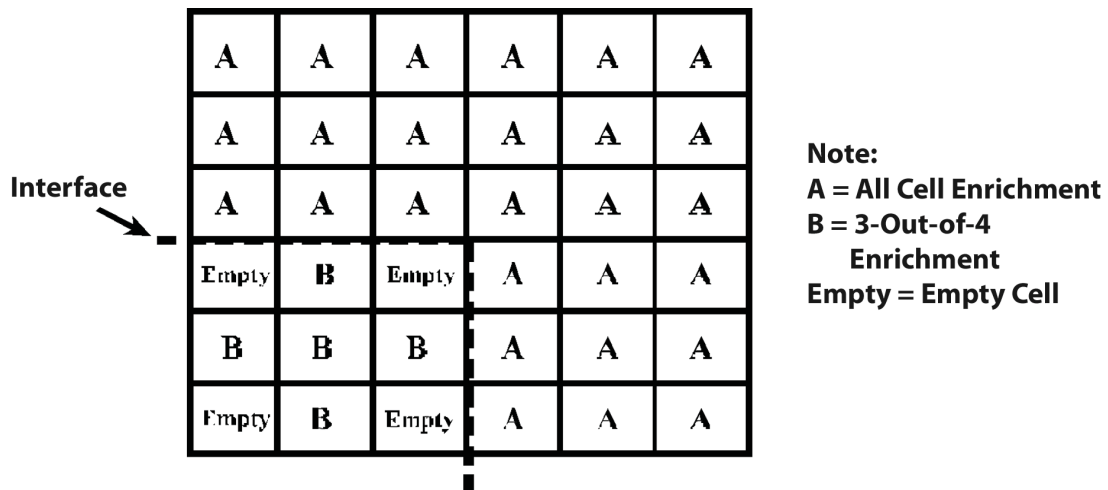 A A A A A A
A A A A A A
A A A A A A
Interface
Empty B Empty A A A
B B B A A A
Empty B Empty A A A
Note:
A = All Cell Enrichment
B = 3-Out-of-4
Enrichment
Empty = Empty Cell